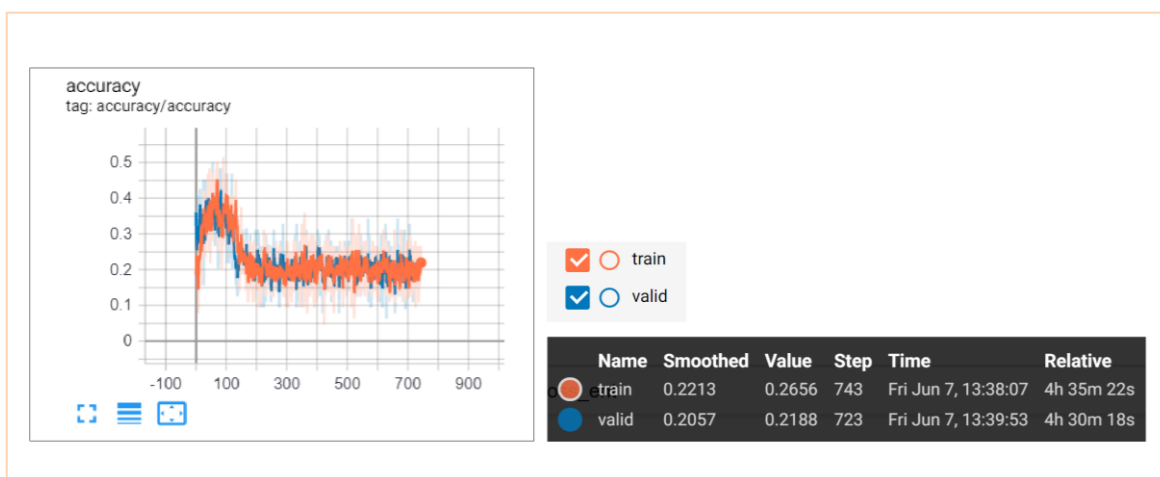 accuracy
tag: accuracy/accuracy
0.5
0.4
0.3
0.2
0.1
0
-100 100 300 500 700 900
train
valid
Name Smoothed Value Step Time Relative
train 0.2213 0.2656 743 Fri Jun 7, 13:38:07 4h 35m 22s
valid 0.2057 0.2188 723 Fri Jun 7, 13:39:53 4h 30m 18s